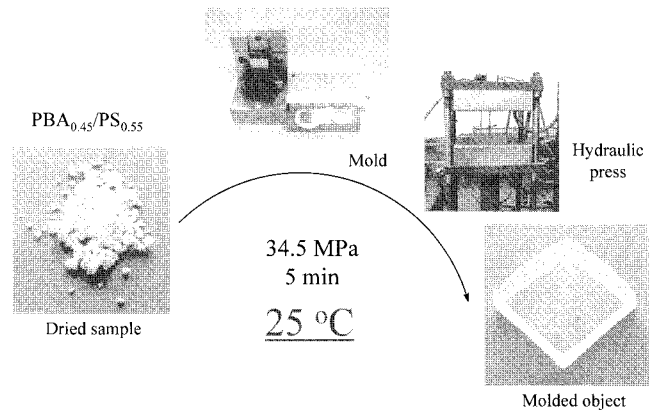 PBA₀.₄₅/PS₀.₅₅
Mold
Hydraulic
press
34.5 MPa
5 min
25 °C
Dried sample
Molded object